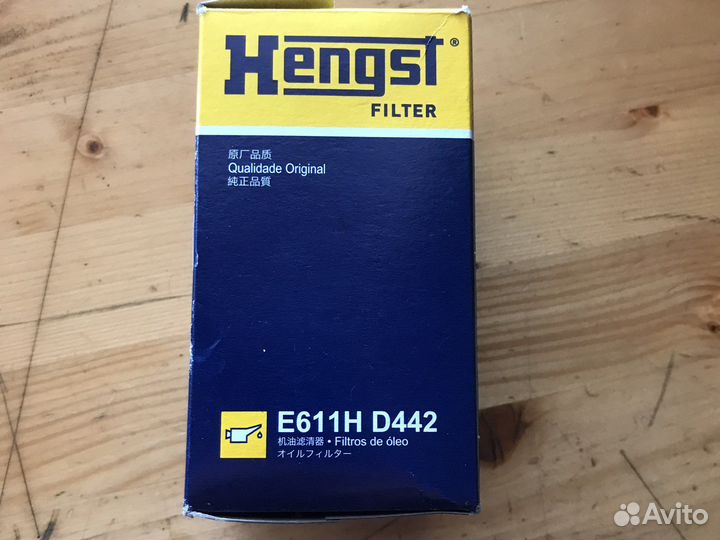 Hengst®
FILTER
原厂品质
Qualidade Original
純正品質
E611H D442
机油滤清器 • Filtros de óleo
オイルフィルター
Avito